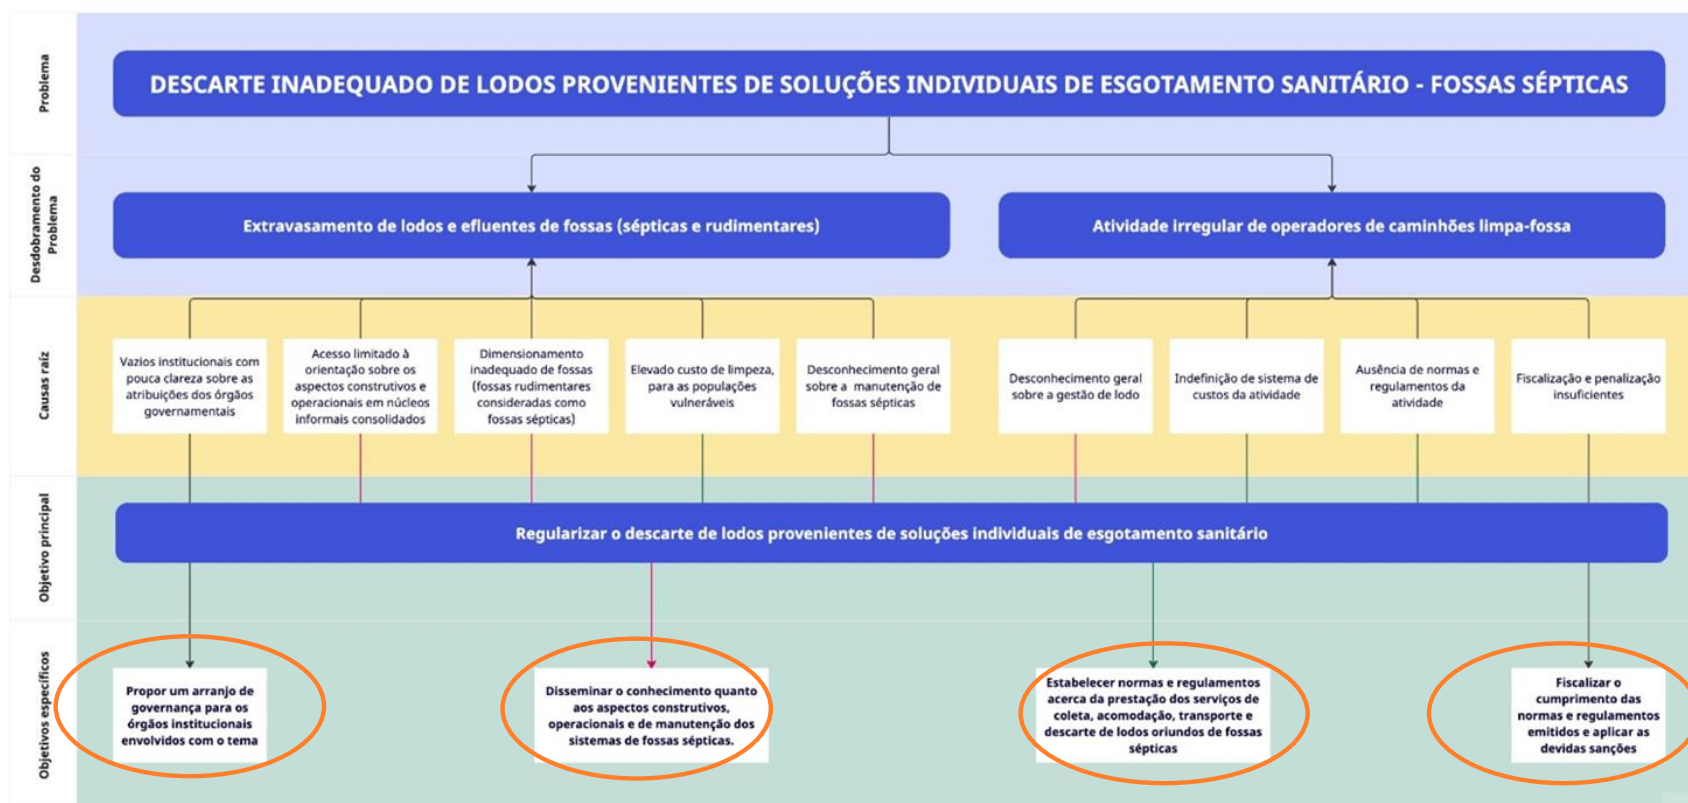 Problema
DESCARTE INADEQUADO DE LODOS PROVENIENTES DE SOLUÇÕES INDIVIDUAIS DE ESGOTAMENTO SANITÁRIO - FOSSAS SÉPTICAS
Desdobramento do
Problema
Extravasamento de lodos e efluentes de fossas (sépticas e rudimentares)
Atividade irregular de operadores de caminhões limpa-fossa
Causas raíz
Vazios institucionais com
pouca clareza sobre as
atribuições dos órgãos
governamentais
Acesso limitado à
orientação sobre os
aspectos construtivos e
operacionais em núcleos
informais consolidados
Dimensionamento
inadequado de fossas
(fossas rudimentares
consideradas como
fossas sépticas)
Elevado custo de limpeza,
para as populações
vulneráveis
Desconhecimento geral
sobre a manutenção de
fossas sépticas
Desconhecimento geral
sobre a gestão de lodo
Indefinição de sistema de
custos da atividade
Ausência de normas e
regulamentos da
atividade
Fiscalização e penalização
insuficientes
Objetivo principal
Regularizar o descarte de lodos provenientes de soluções individuais de esgotamento sanitário
Objetivos específicos
Propor um arranjo de
governança para os
órgãos institucionais
envolvidos com o tema
Disseminar o conhecimento quanto
aos aspectos construtivos,
operacionais e de manutenção dos
sistemas de fossas sépticas.
Estabelecer normas e regulamentos
acerca da prestação dos serviços de
coleta, acomodação, transporte e
descarte de lodos oriundos de fossas
sépticas
Fiscalizar o
cumprimento das
normas e regulamentos
emitidos e aplicar as
devidas sanções